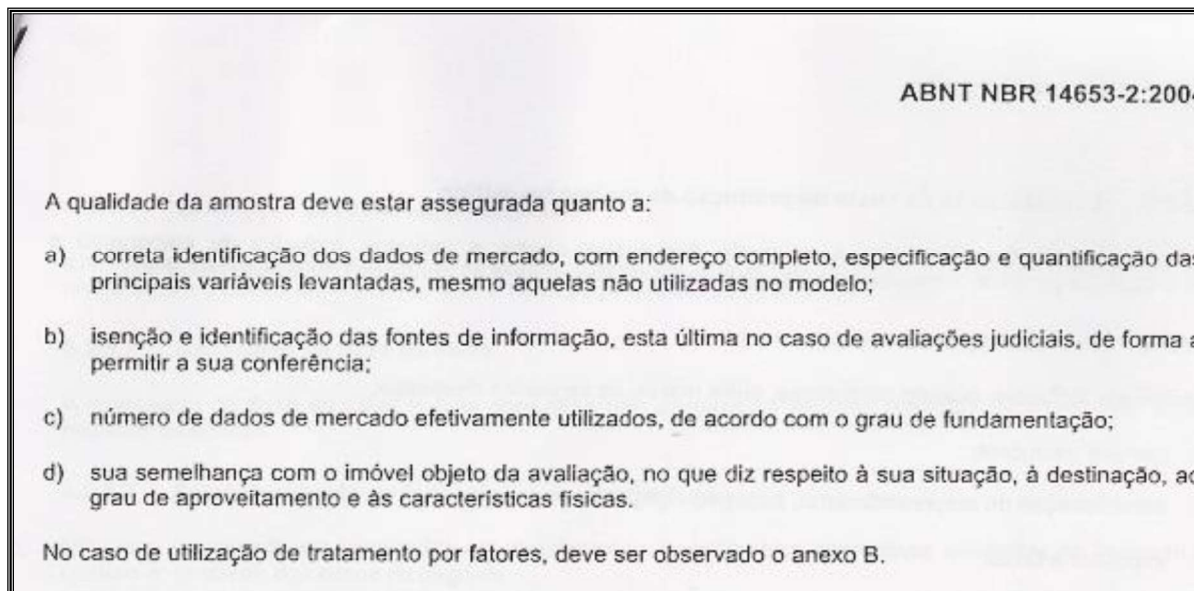 ABNT NBR 14653-2:2004
A qualidade da amostra deve estar assegurada quanto a:
a) correta identificação dos dados de mercado, com endereço completo, especificação e quantificação das
principais variáveis levantadas, mesmo aquelas não utilizadas no modelo;
b) isenção e identificação das fontes de informação, esta última no caso de avaliações judiciais, de forma a
permitir a sua conferência;
c) número de dados de mercado efetivamente utilizados, de acordo com o grau de fundamentação;
d) sua semelhança com o imóvel objeto da avaliação, no que diz respeito à sua situação, à destinação, ao
grau de aproveitamento e às características físicas.
No caso de utilização de tratamento por fatores, deve ser observado o anexo B.